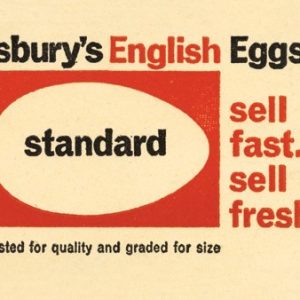 sbury's English Eggs
standard
sell
fast.
sell
fresh
sted for quality and graded for size